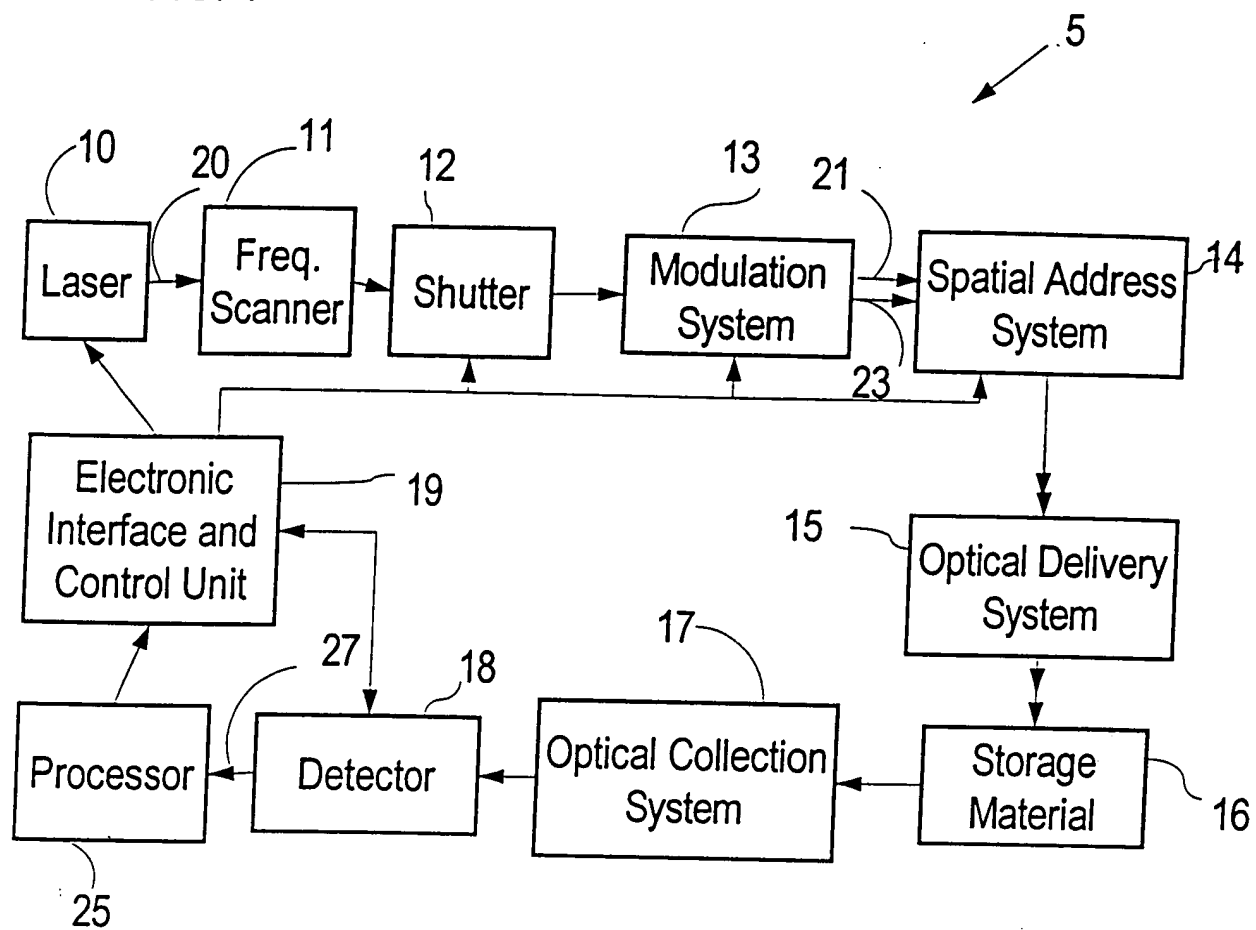 5
10
20
11
12
13
21
14
Laser
Freq.
Scanner
Shutter
Modulation
System
Spatial Address
System
23
Electronic
Interface and
Control Unit
19
15
Optical Delivery
System
17
27
18
Processor
Detector
Optical Collection
System
Storage
Material
16
25